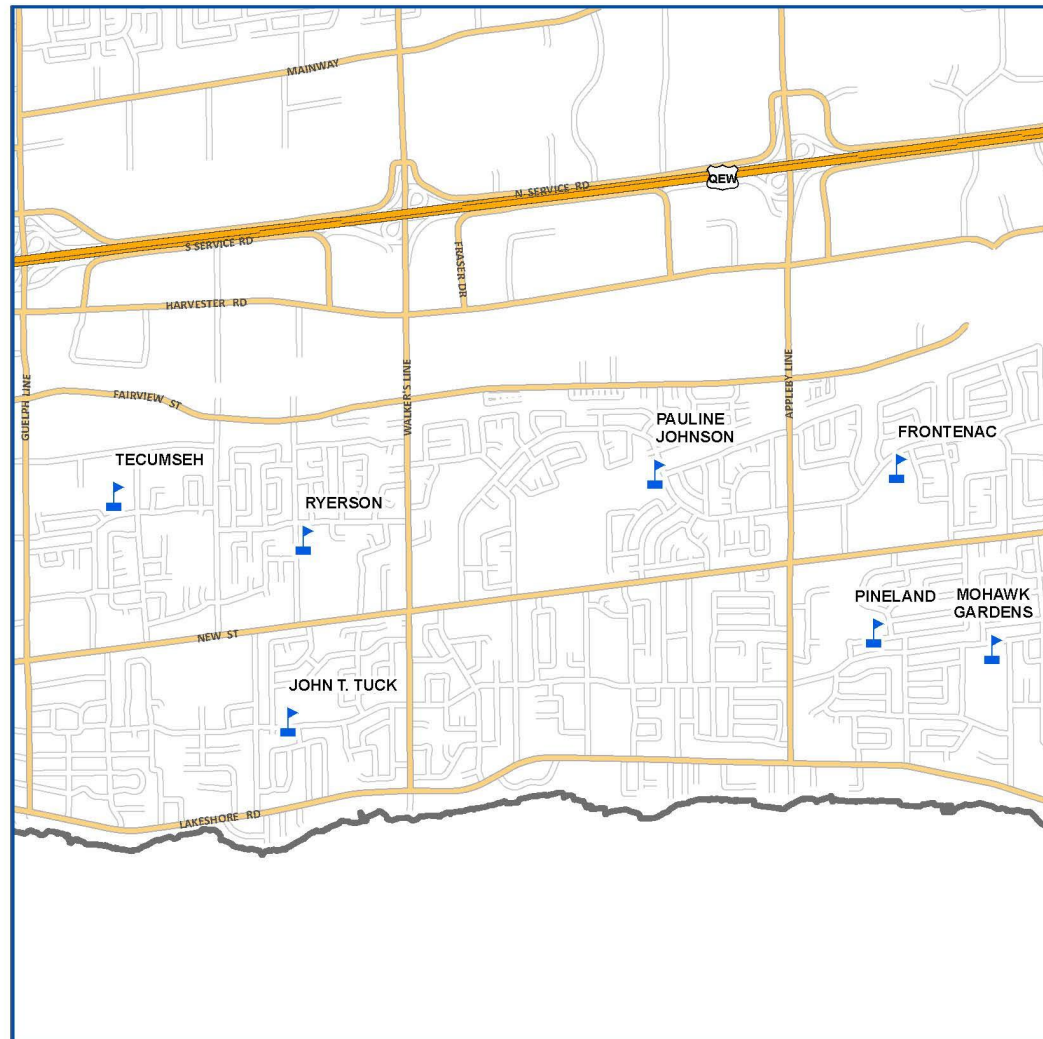 MAINWAY
QEW
N SERVICE RD
S SERVICE RD
FRASER DR
HARVESTER RD
GUELPH LINE
WALKER'S LINE
APPLEBY LINE
FAIRVIEW ST
PAULINE
JOHNSON
FRONTENAC
TECUMSEH
RYERSON
PINELAND
MOHAWK
GARDENS
NEW ST
JOHN T. TUCK
LAKESHORE RD